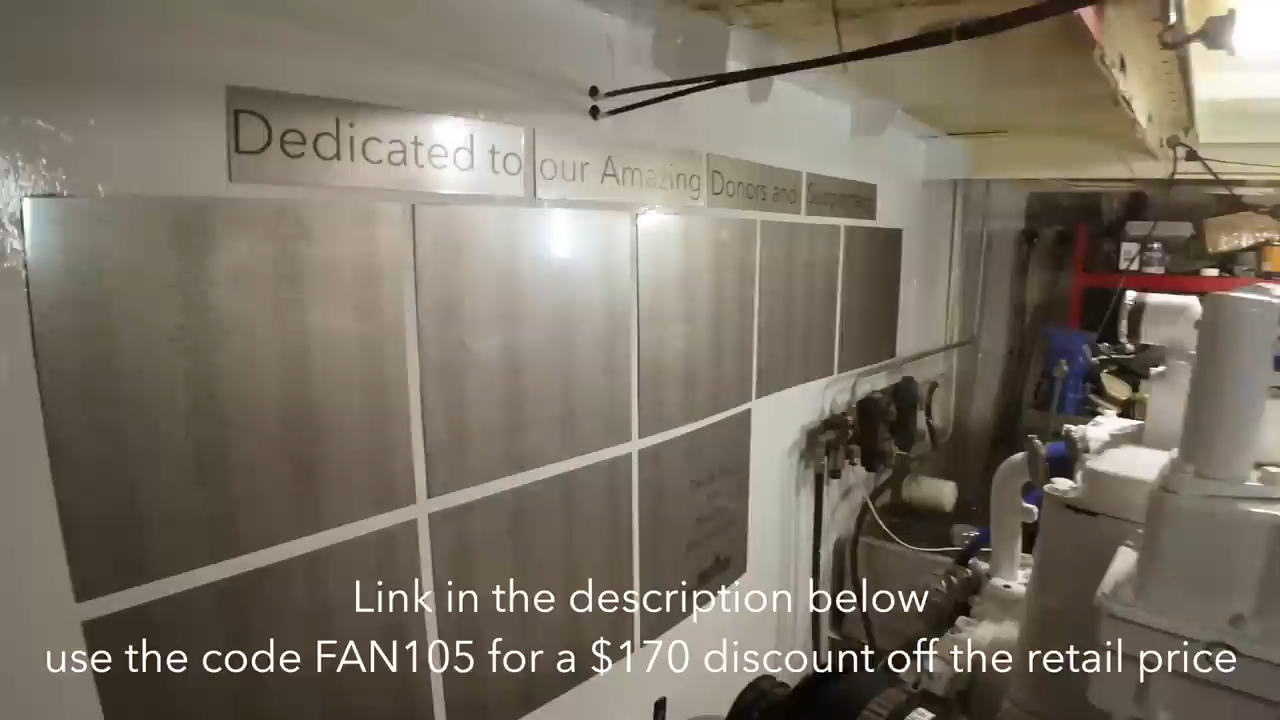 Dedicated to our Amazing Donors and Supporters
Link in the description below
use the code FAN105 for a $170 discount off the retail price